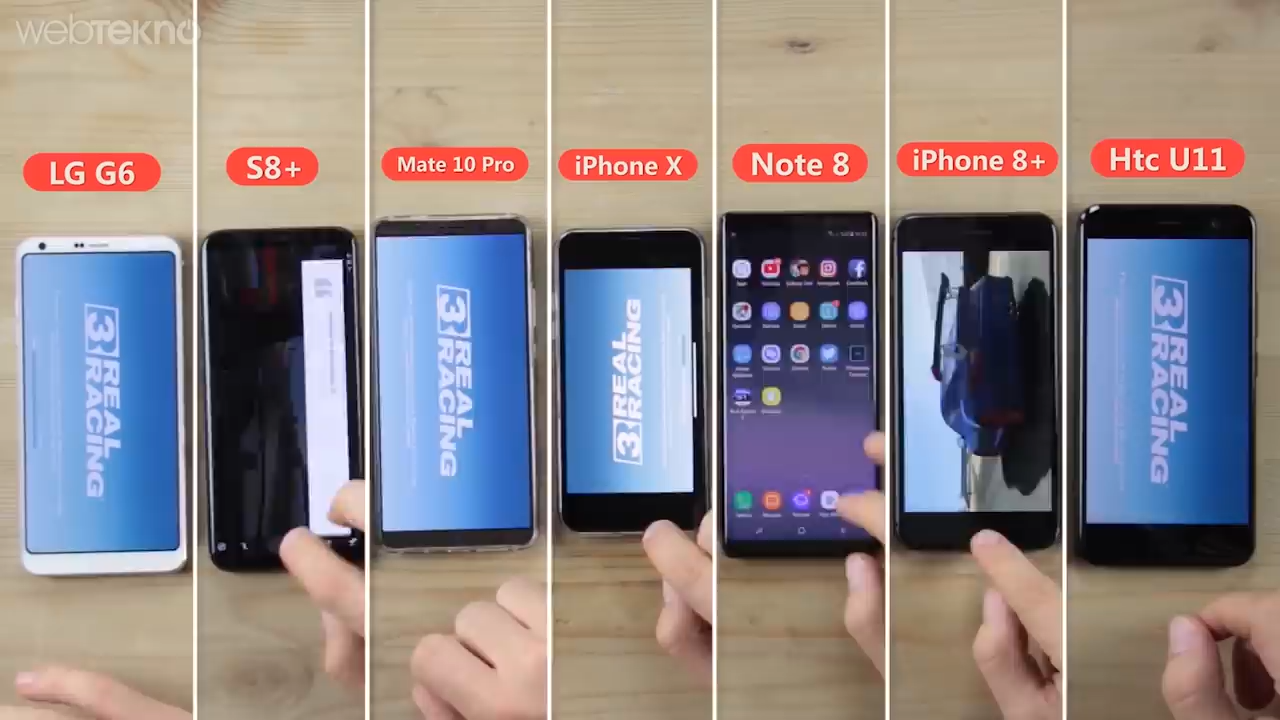 webtekno
LG G6
S8+
Mate 10 Pro
iPhone X
Note 8
iPhone 8+
Htc U11
3 REAL
RACING
3 REAL
RACING
3 REAL
RACING
3 REAL
RACING